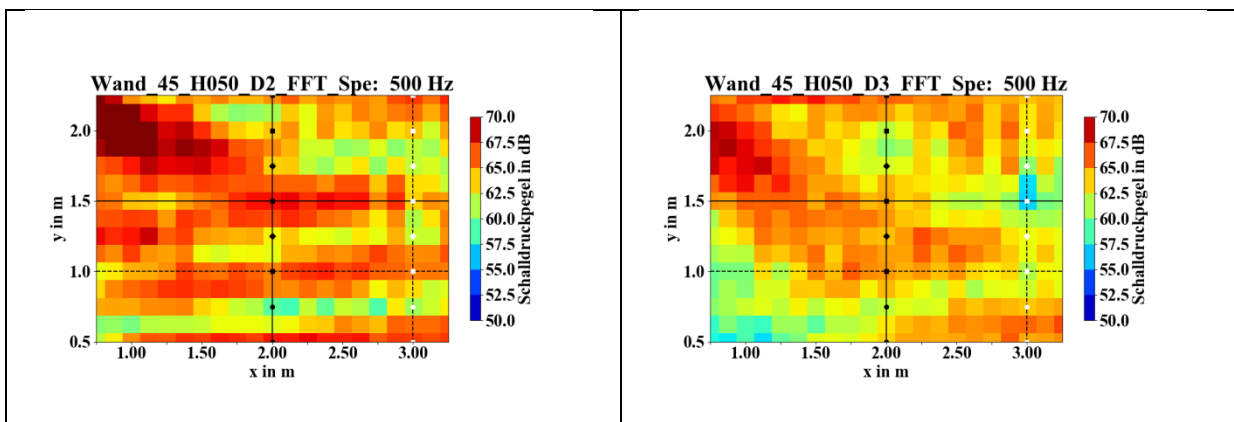 Wand_45_H050_D2_FFT_Spe: 500 Hz
2.0
1.5
1.0
0.5
y in m
1.00 1.50 2.00 2.50 3.00
x in m
70.0
67.5
65.0
62.5
60.0
57.5
55.0
52.5
50.0
Schalldruckpegel in dB
Wand_45_H050_D3_FFT_Spe: 500 Hz
2.0
1.5
1.0
0.5
y in m
1.00 1.50 2.00 2.50 3.00
x in m
70.0
67.5
65.0
62.5
60.0
57.5
55.0
52.5
50.0
Schalldruckpegel in dB